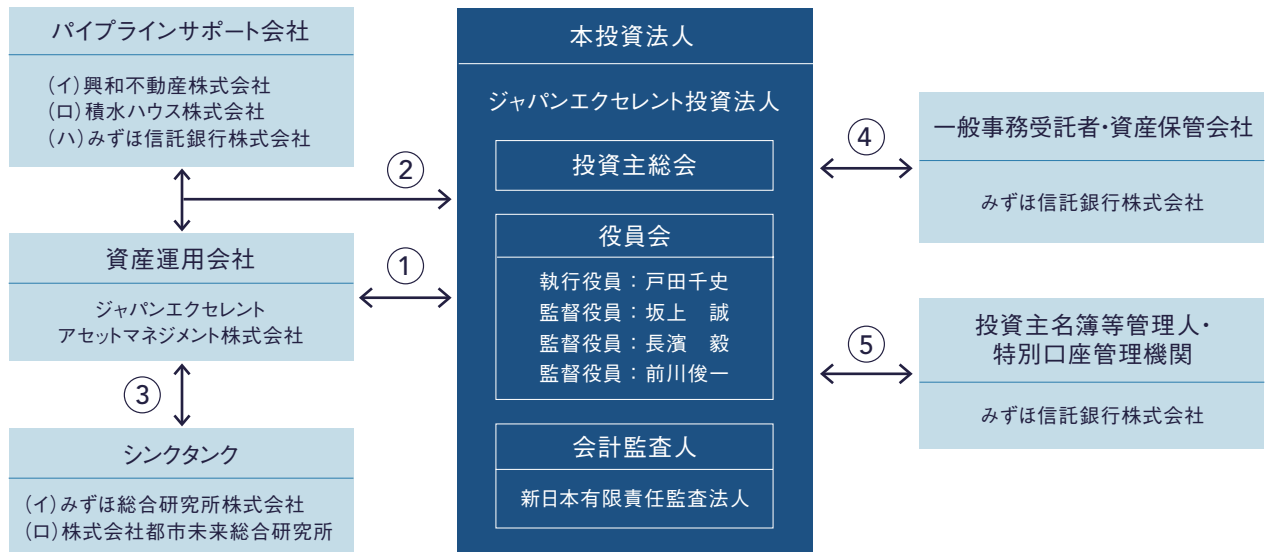 パイプラインサポート会社
(イ)興和不動産株式会社
(ロ)積水ハウス株式会社
(ハ)みずほ信託銀行株式会社
②
資産運用会社
ジャパンエクセレント
アセットマネジメント株式会社
①
③
シンクタンク
(イ)みずほ総合研究所株式会社
(ロ)株式会社都市未来総合研究所
本投資法人
ジャパンエクセレント投資法人
投資主総会
役員会
執行役員：戸田千史
監督役員：坂上　誠
監督役員：長濱　毅
監督役員：前川俊一
会計監査人
新日本有限責任監査法人
④
一般事務受託者・資産保管会社
みずほ信託銀行株式会社
⑤
投資主名簿等管理人・
特別口座管理機関
みずほ信託銀行株式会社